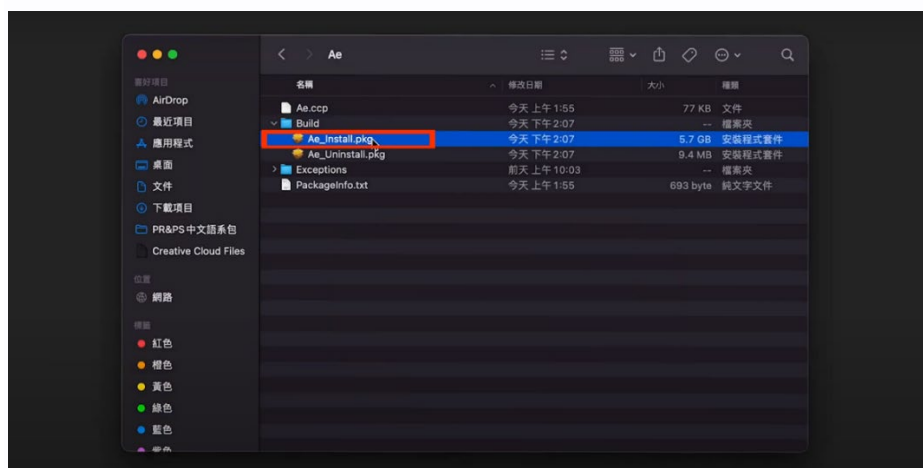 Ae
喜好項目
AirDrop
最近項目
應用程式
桌面
文件
下載項目
PR&PS中文語系包
Creative Cloud Files
位置
網路
標籤
紅色
橙色
黃色
綠色
藍色
紫色
名稱 修改日期 大小 種類
Ae.ccp 今天 上午 1:55 77 KB 文件
Build 今天 下午 2:07 -- 檔案夾
Ae_Install.pkg 今天 下午 2:07 5.7 GB 安裝程式套件
Ae_Uninstall.pkg 今天 下午 2:07 9.4 MB 安裝程式套件
Exceptions 前天 上午 10:03 -- 檔案夾
PackageInfo.txt 今天 上午 1:55 693 byte 純文字文件